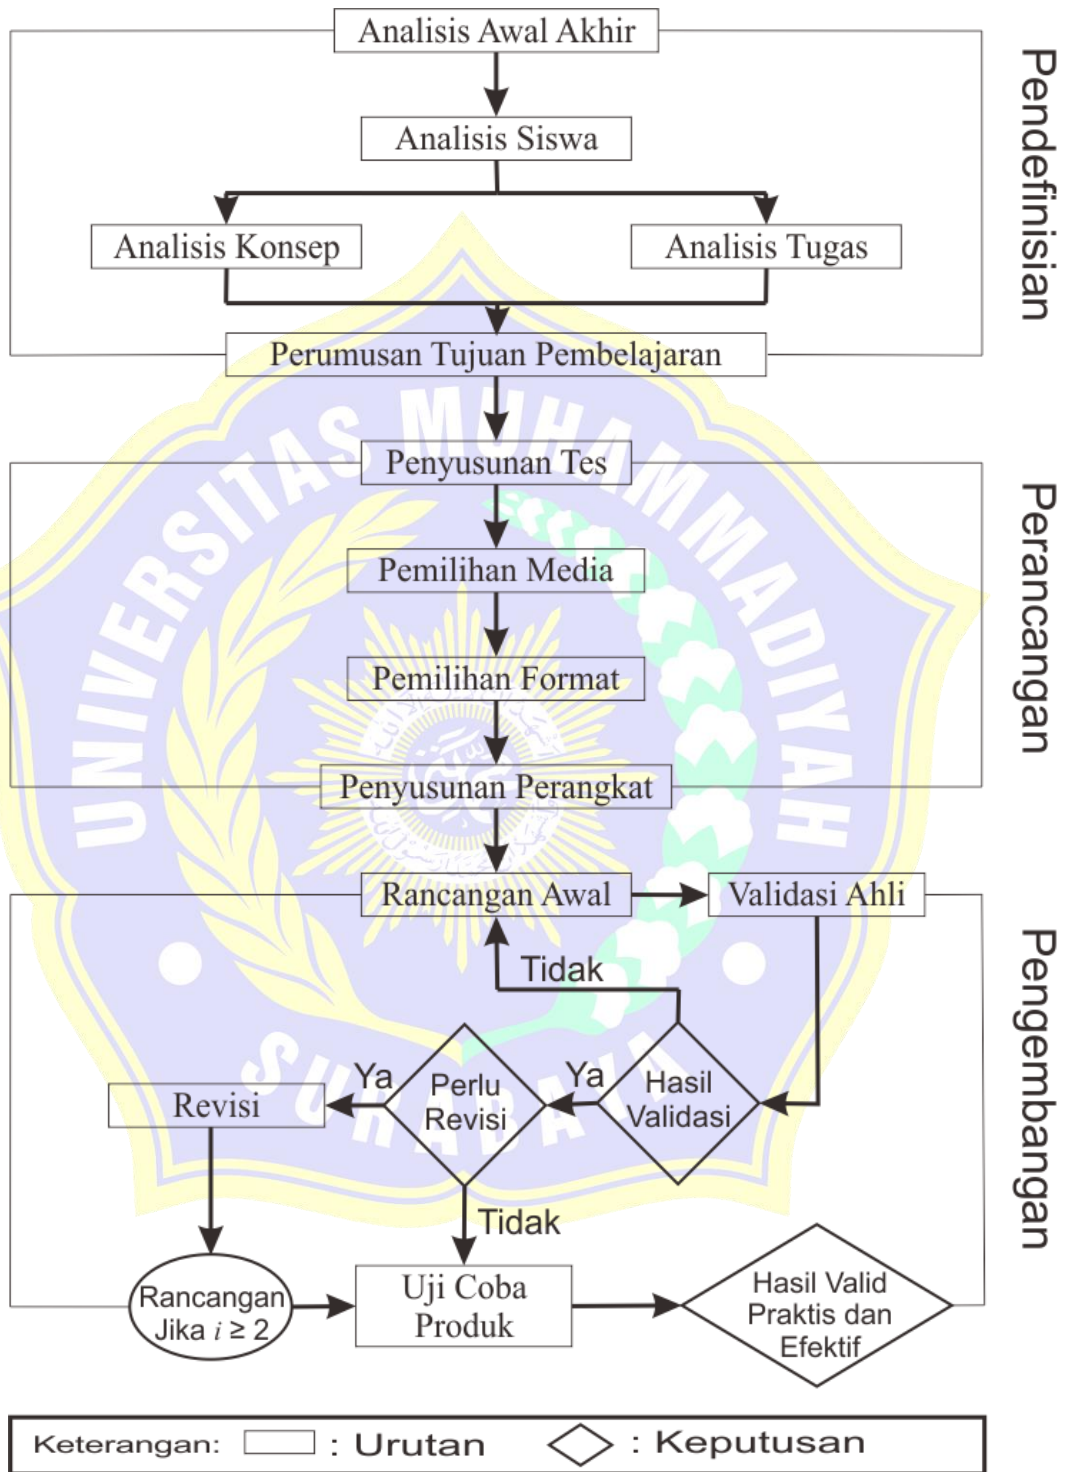 Analisis Awal Akhir
Pendefinisian
Analisis Siswa
Analisis Konsep
Analisis Tugas
Perumusan Tujuan Pembelajaran
UNIVERSITAS MUHAMMADIYAH
SURABAYA
Penyusunan Tes
Perancangan
Pemilihan Media
Pemilihan Format
Penyusunan Perangkat
Rancangan Awal
Validasi Ahli
Pengembangan
Tidak
Hasil
Validasi
Ya
Perlu
Revisi
Ya
Revisi
Tidak
Rancangan
Jika i ≥ 2
Uji Coba
Produk
Hasil Valid
Praktis dan
Efektif
Keterangan: : Urutan : Keputusan